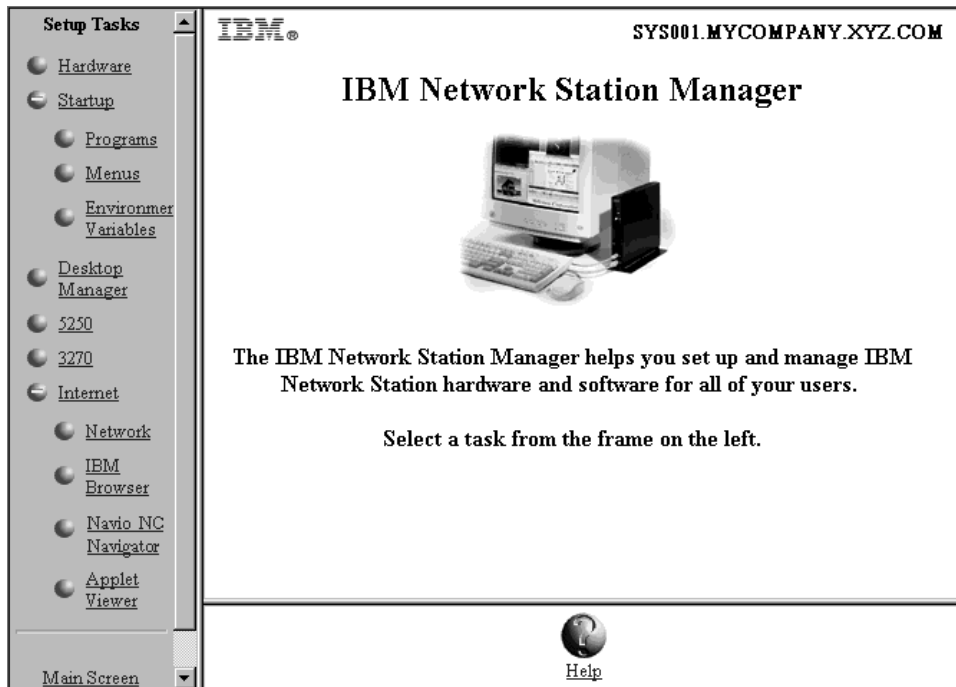 Setup Tasks
Hardware
Startup
Programs
Menus
Environmer
Variables
Desktop
Manager
5250
3270
Internet
Network
IBM
Browser
Navio NC
Navigator
Applet
Viewer
Main Screen
IBM®
SYS001.MYCOMPANY.XYZ.COM
IBM Network Station Manager
The IBM Network Station Manager helps you set up and manage IBM
Network Station hardware and software for all of your users.
Select a task from the frame on the left.
Help